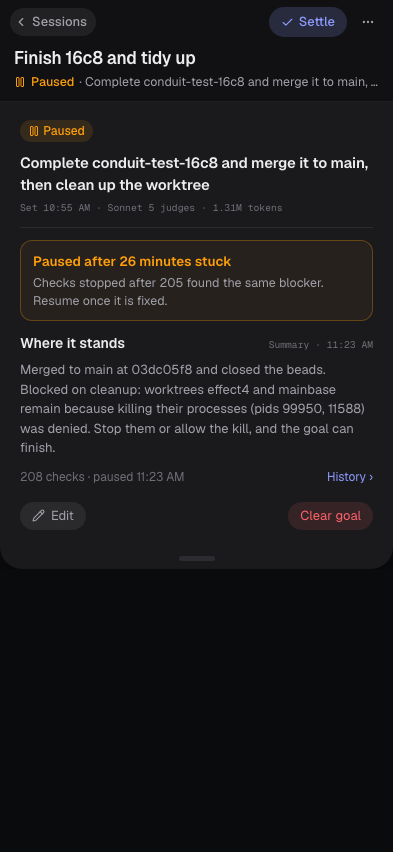 Sessions
Settle
Finish 16c8 and tidy up
Paused · Complete conduit-test-16c8 and merge it to main, …
Paused
Complete conduit-test-16c8 and merge it to main,
then clean up the worktree
Set 10:55 AM · Sonnet 5 judges · 1.31M tokens
Paused after 26 minutes stuck
Checks stopped after 205 found the same blocker.
Resume once it is fixed.
Where it stands
Summary · 11:23 AM
Merged to main at 03dc05f8 and closed the beads.
Blocked on cleanup: worktrees effect4 and mainbase
remain because killing their processes (pids 99950, 11588)
was denied. Stop them or allow the kill, and the goal can
finish.
208 checks · paused 11:23 AM
History ›
Edit
Clear goal